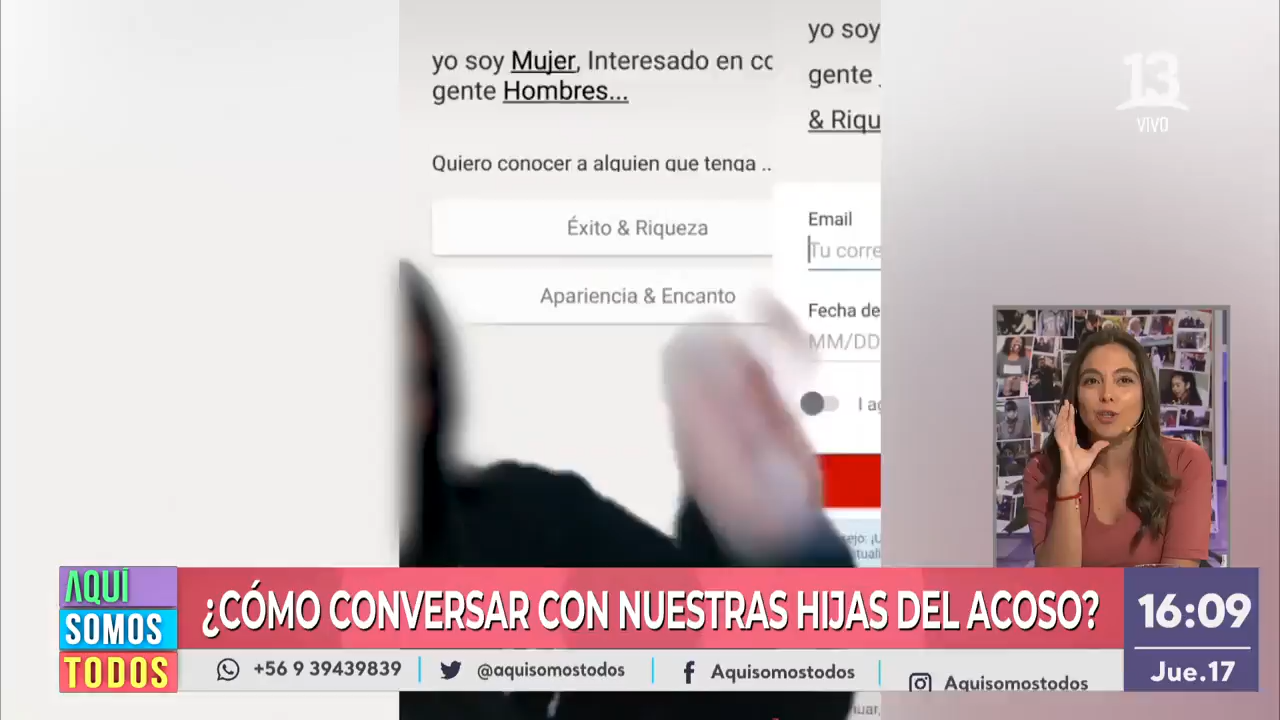 yo soy Mujer, Interesado en co
gente Hombres...
Quiero conocer a alguien que tenga ..
Éxito & Riqueza
Apariencia & Encanto
yo soy
gente
& Riqu
Email
Tu corre
Fecha de
MM/DD
I ag
13
VIVO
AQUÍ
SOMOS
TODOS
¿CÓMO CONVERSAR CON NUESTRAS HIJAS DEL ACOSO?
16:09
Jue.17
+56 9 39439839
@aquisomostodos
Aquisomostodos
Aquisomostodos